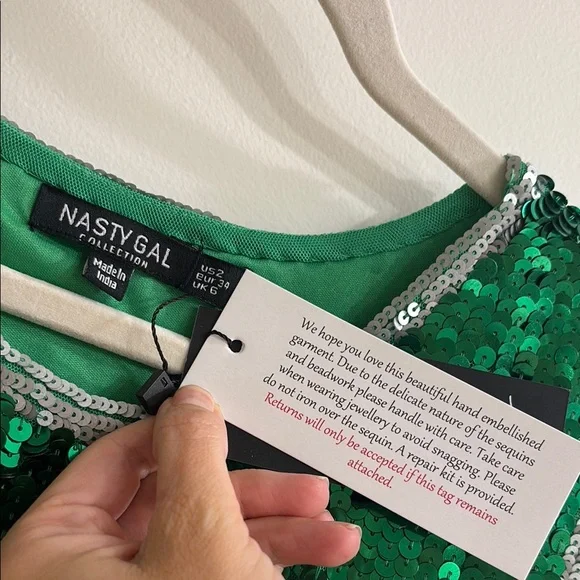 NASTY GAL
COLLECTION
Made in
India
US 2
eur 34
UK 6
We hope you love this beautiful hand embellished
garment. Due to the delicate nature of the sequins
and beadwork please handle with care. Take care
when wearing jewellery to avoid snagging. Please
do not iron over the sequin. A repair kit is provided.
Returns will only be accepted if this tag remains
attached.